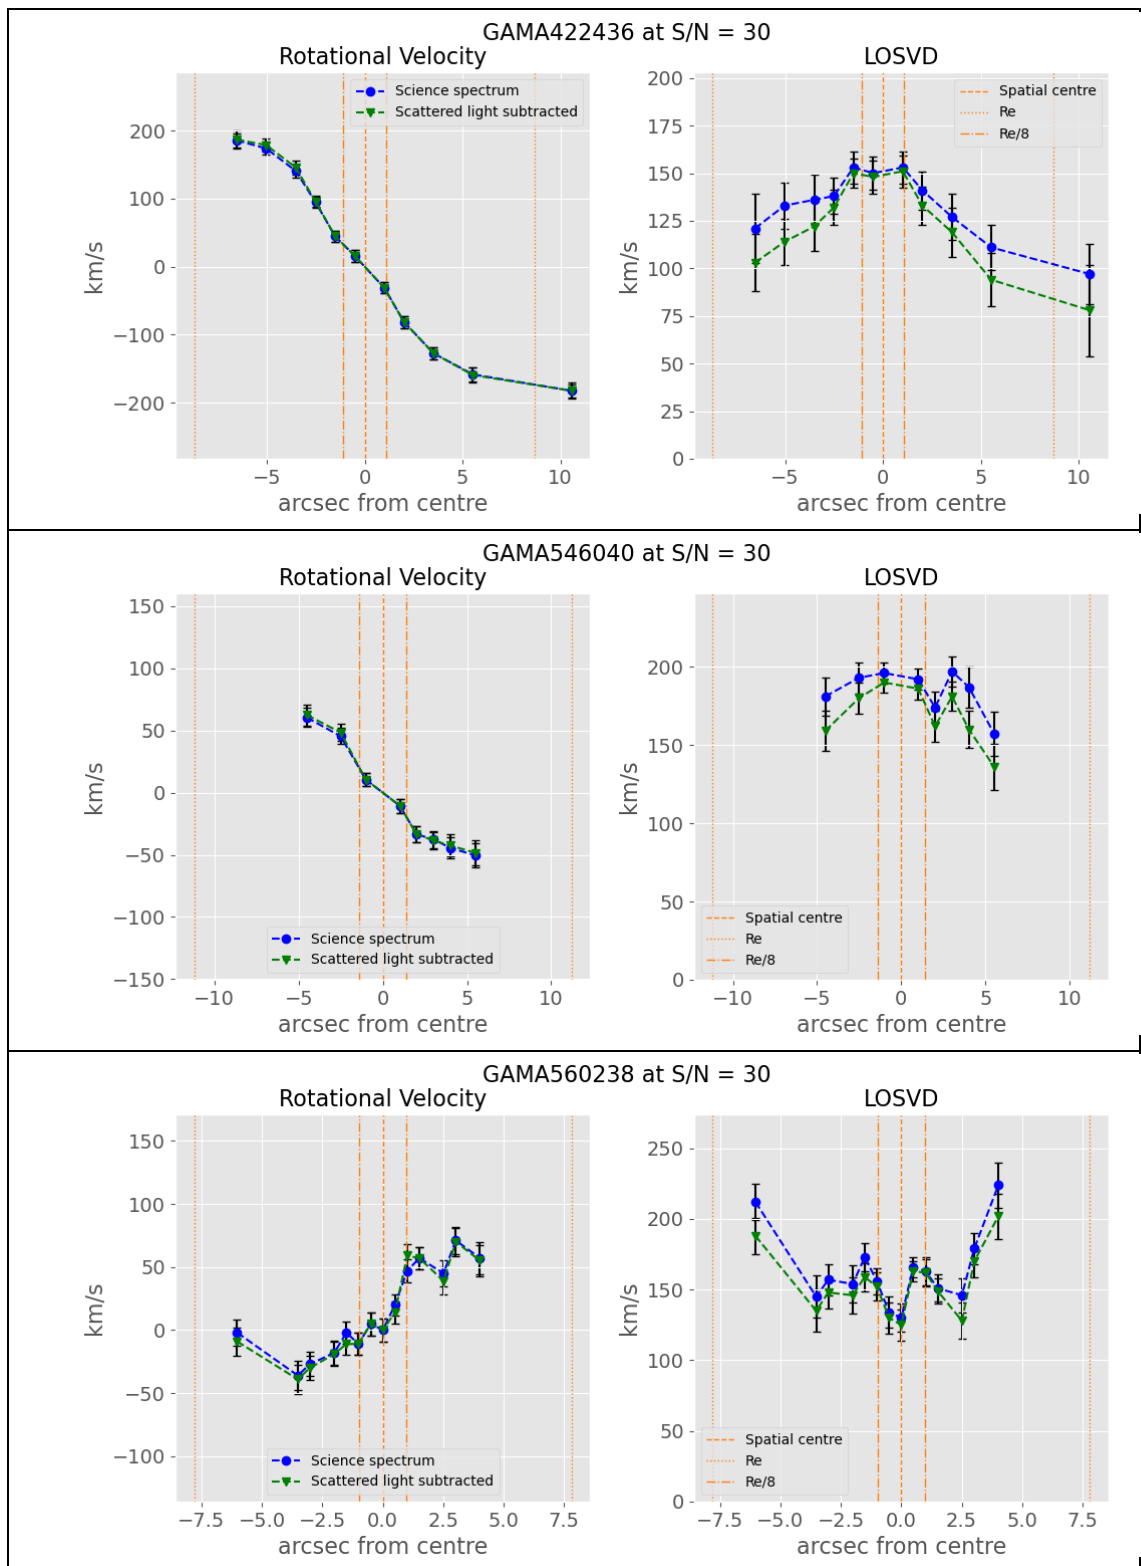 GAMA422436 at S/N = 30
Rotational Velocity
LOSVD
Science spectrum
Scattered light subtracted
200
100
0
−100
−200
km/s
−5
0
5
10
arcsec from centre
Spatial centre
Re
Re/8
200
175
150
125
100
75
50
25
0
km/s
−5
0
5
10
arcsec from centre
GAMA546040 at S/N = 30
Rotational Velocity
LOSVD
150
100
50
0
−50
−100
−150
km/s
Science spectrum
Scattered light subtracted
−10
−5
0
5
10
arcsec from centre
200
150
100
50
0
km/s
Spatial centre
Re
Re/8
−10
−5
0
5
10
arcsec from centre
GAMA560238 at S/N = 30
Rotational Velocity
LOSVD
150
100
50
0
−50
−100
km/s
Science spectrum
Scattered light subtracted
−7.5
−5.0
−2.5
0.0
2.5
5.0
7.5
arcsec from centre
250
200
150
100
50
0
km/s
Spatial centre
Re
Re/8
−7.5
−5.0
−2.5
0.0
2.5
5.0
7.5
arcsec from centre